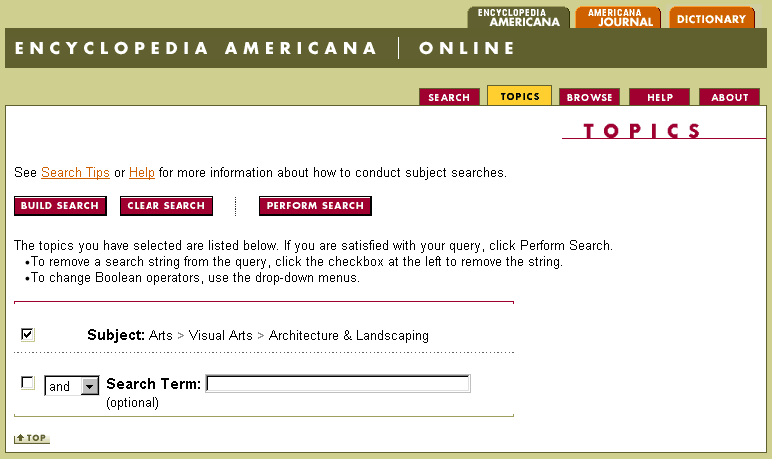 ENCYCLOPEDIA AMERICANA
AMERICANA JOURNAL
DICTIONARY
ENCYCLOPEDIA AMERICANA | ONLINE
SEARCH TOPICS BROWSE HELP ABOUT
TOPICS
See Search Tips or Help for more information about how to conduct subject searches.
BUILD SEARCH CLEAR SEARCH PERFORM SEARCH
The topics you have selected are listed below. If you are satisfied with your query, click Perform Search.
•To remove a search string from the query, click the checkbox at the left to remove the string.
•To change Boolean operators, use the drop-down menus.
Subject: Arts > Visual Arts > Architecture & Landscaping
and Search Term:
(optional)
TOP